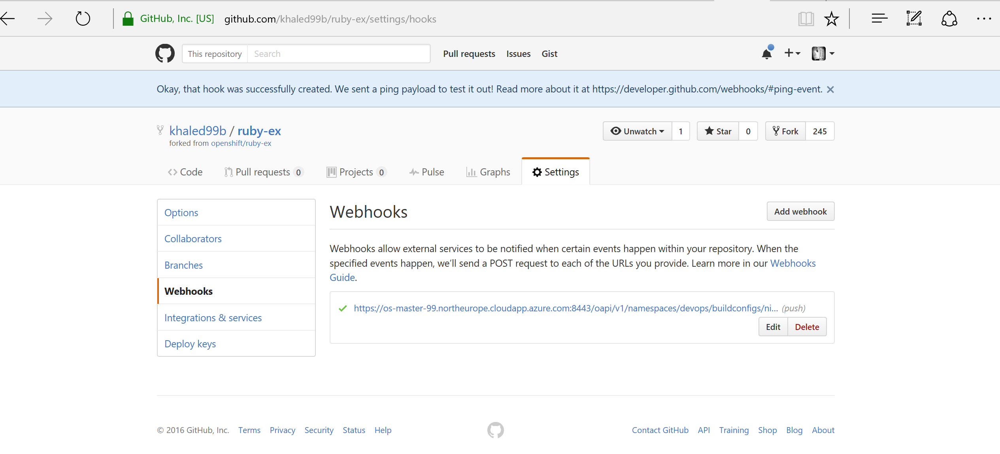 GitHub, Inc. [US] github.com/khaled99b/ruby-ex/settings/hooks
This repository Search Pull requests Issues Gist
Okay, that hook was successfully created. We sent a ping payload to test it out! Read more about it at https://developer.github.com/webhooks/#ping-event.
khaled99b / ruby-ex Unwatch 1 Star 0 Fork 245
forked from openshift/ruby-ex
Code Pull requests 0 Projects 0 Pulse Graphs Settings
Options
Collaborators
Branches
Webhooks
Integrations & services
Deploy keys
Webhooks Add webhook
Webhooks allow external services to be notified when certain events happen within your repository. When the
specified events happen, we’ll send a POST request to each of the URLs you provide. Learn more in our Webhooks
Guide.
https://os-master-99.northeurope.cloudapp.azure.com:8443/oapi/v1/namespaces/devops/buildconfigs/ni... (push)
Edit Delete
© 2016 GitHub, Inc. Terms Privacy Security Status Help Contact GitHub API Training Shop Blog About